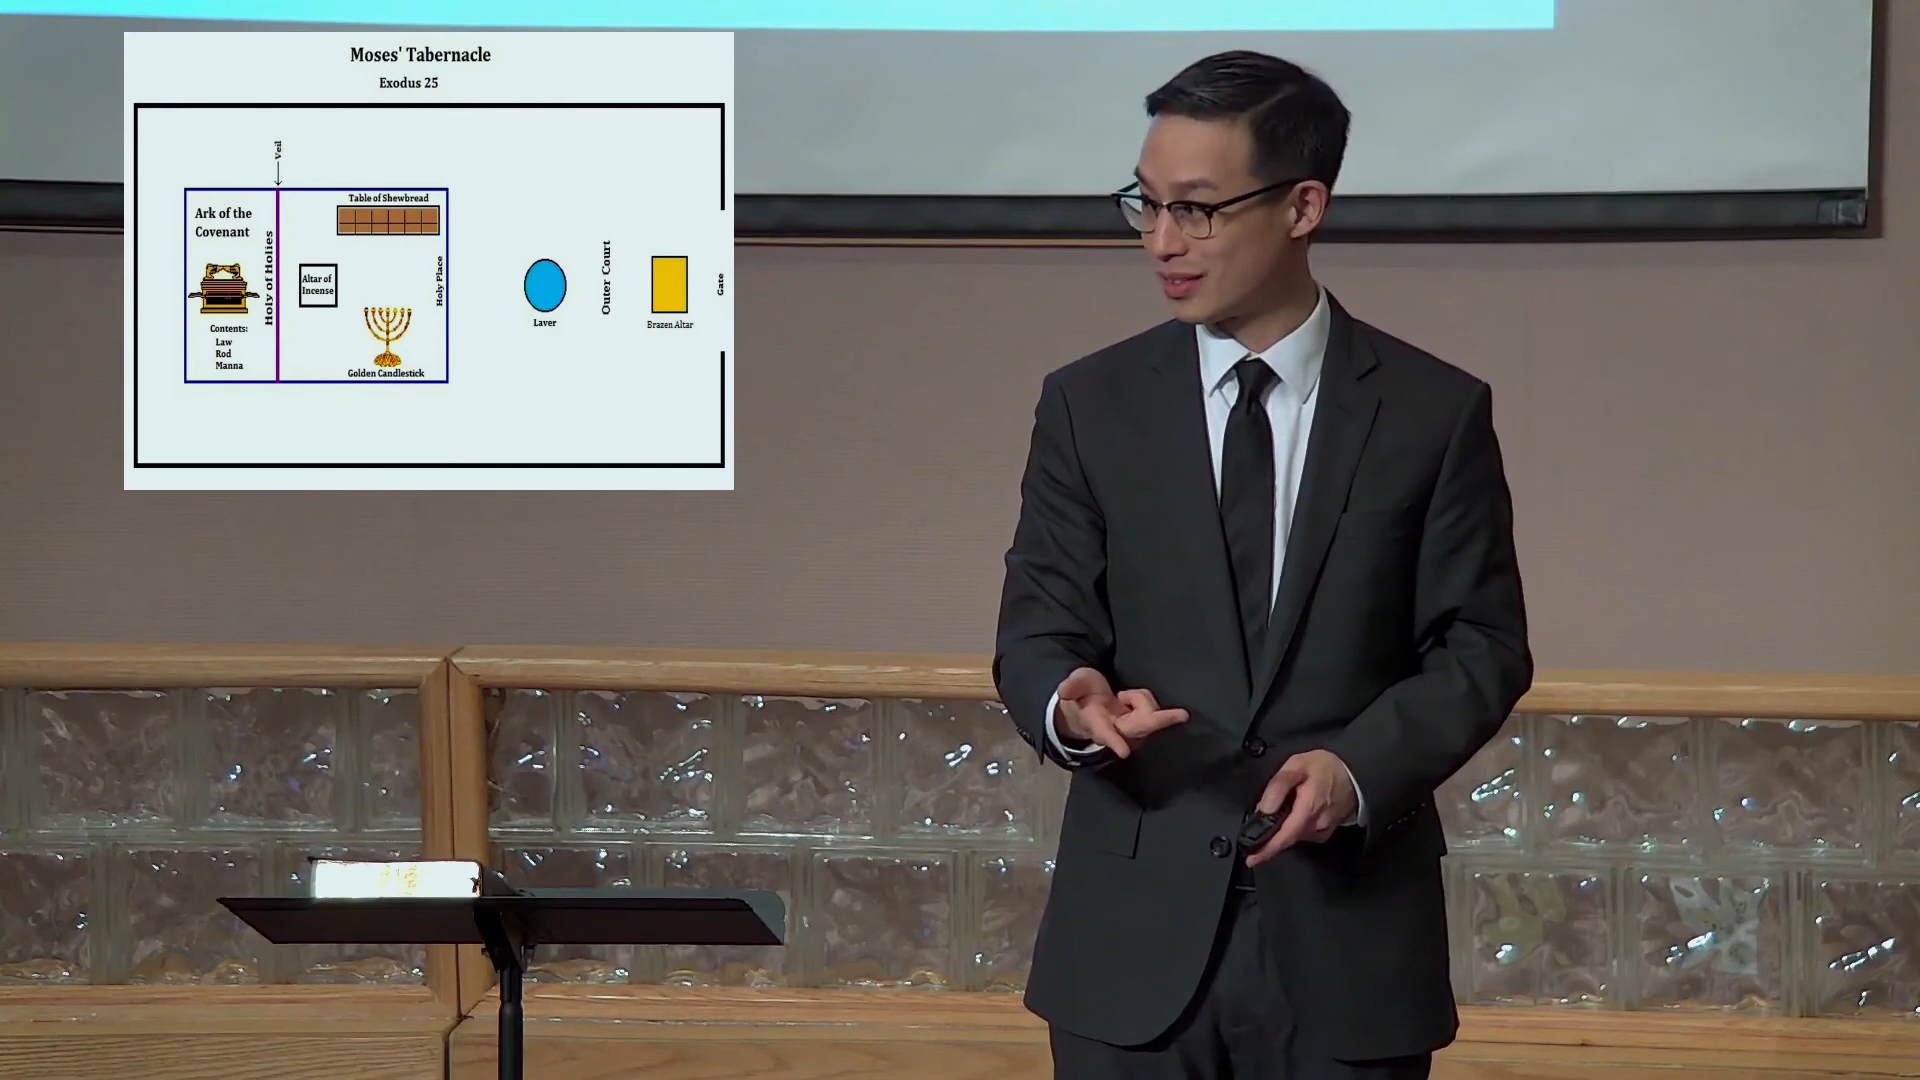 Moses' Tabernacle
Exodus 25
Veil
Table of Shewbread
Ark of the
Covenant
Holy of Holies
Altar of
Incense
Holy Place
Contents:
Law
Rod
Manna
Golden Candlestick
Laver
Outer Court
Brazen Altar
Gate